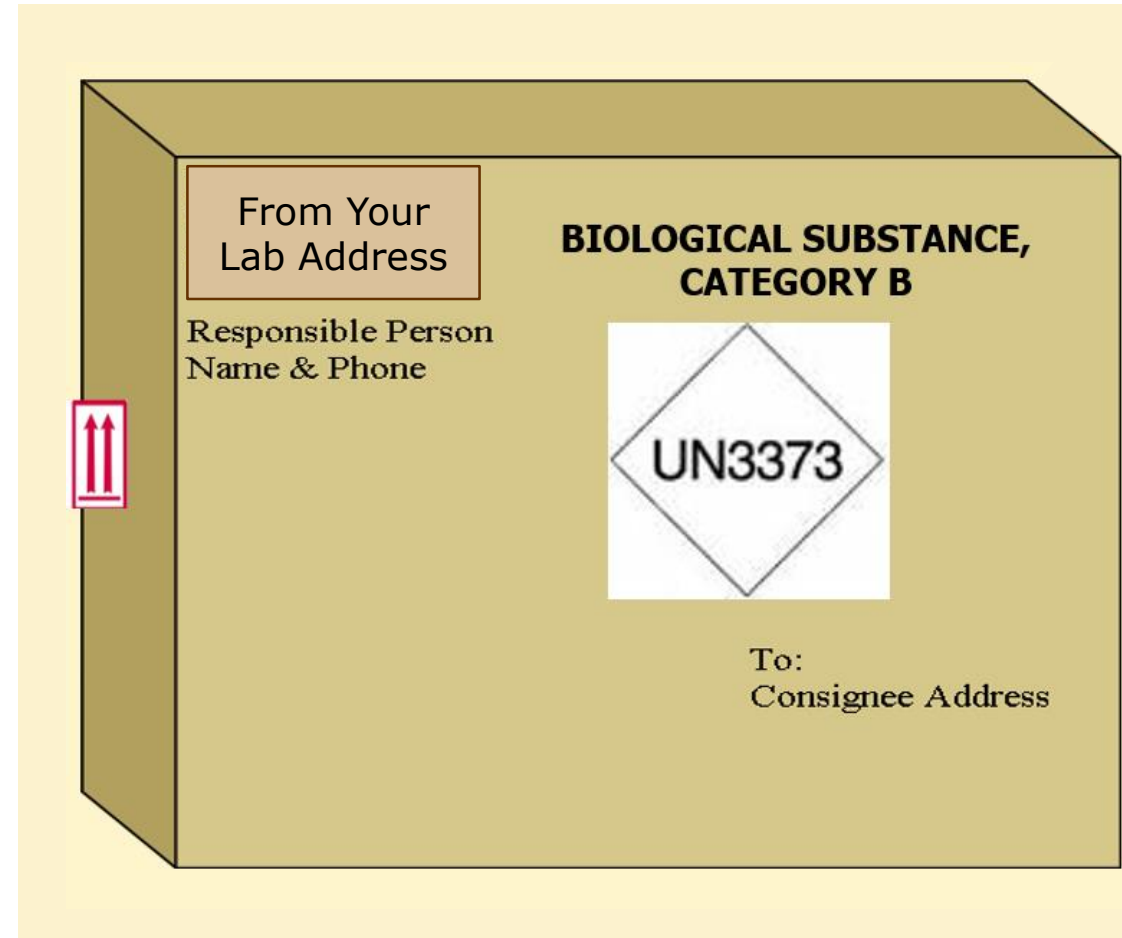 From Your
Lab Address
Responsible Person
Name & Phone
BIOLOGICAL SUBSTANCE,
CATEGORY B
UN3373
To:
Consignee Address